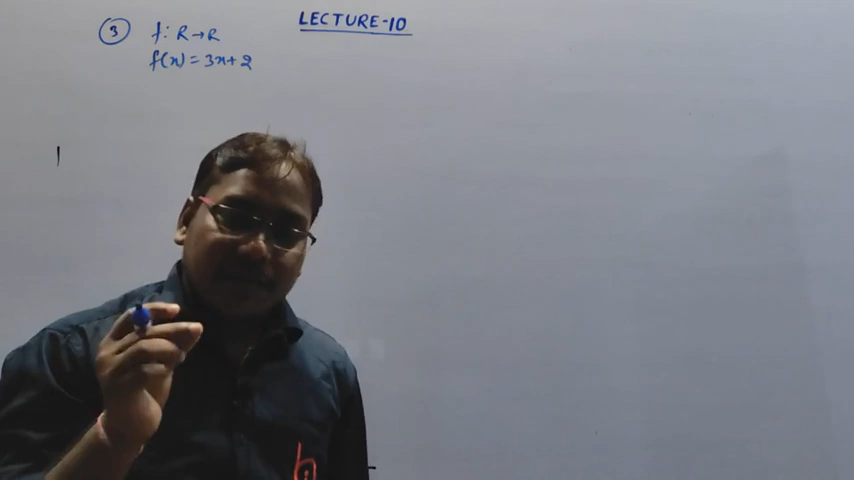 LECTURE-10
③ f: R→R
f(x) = 3x+2